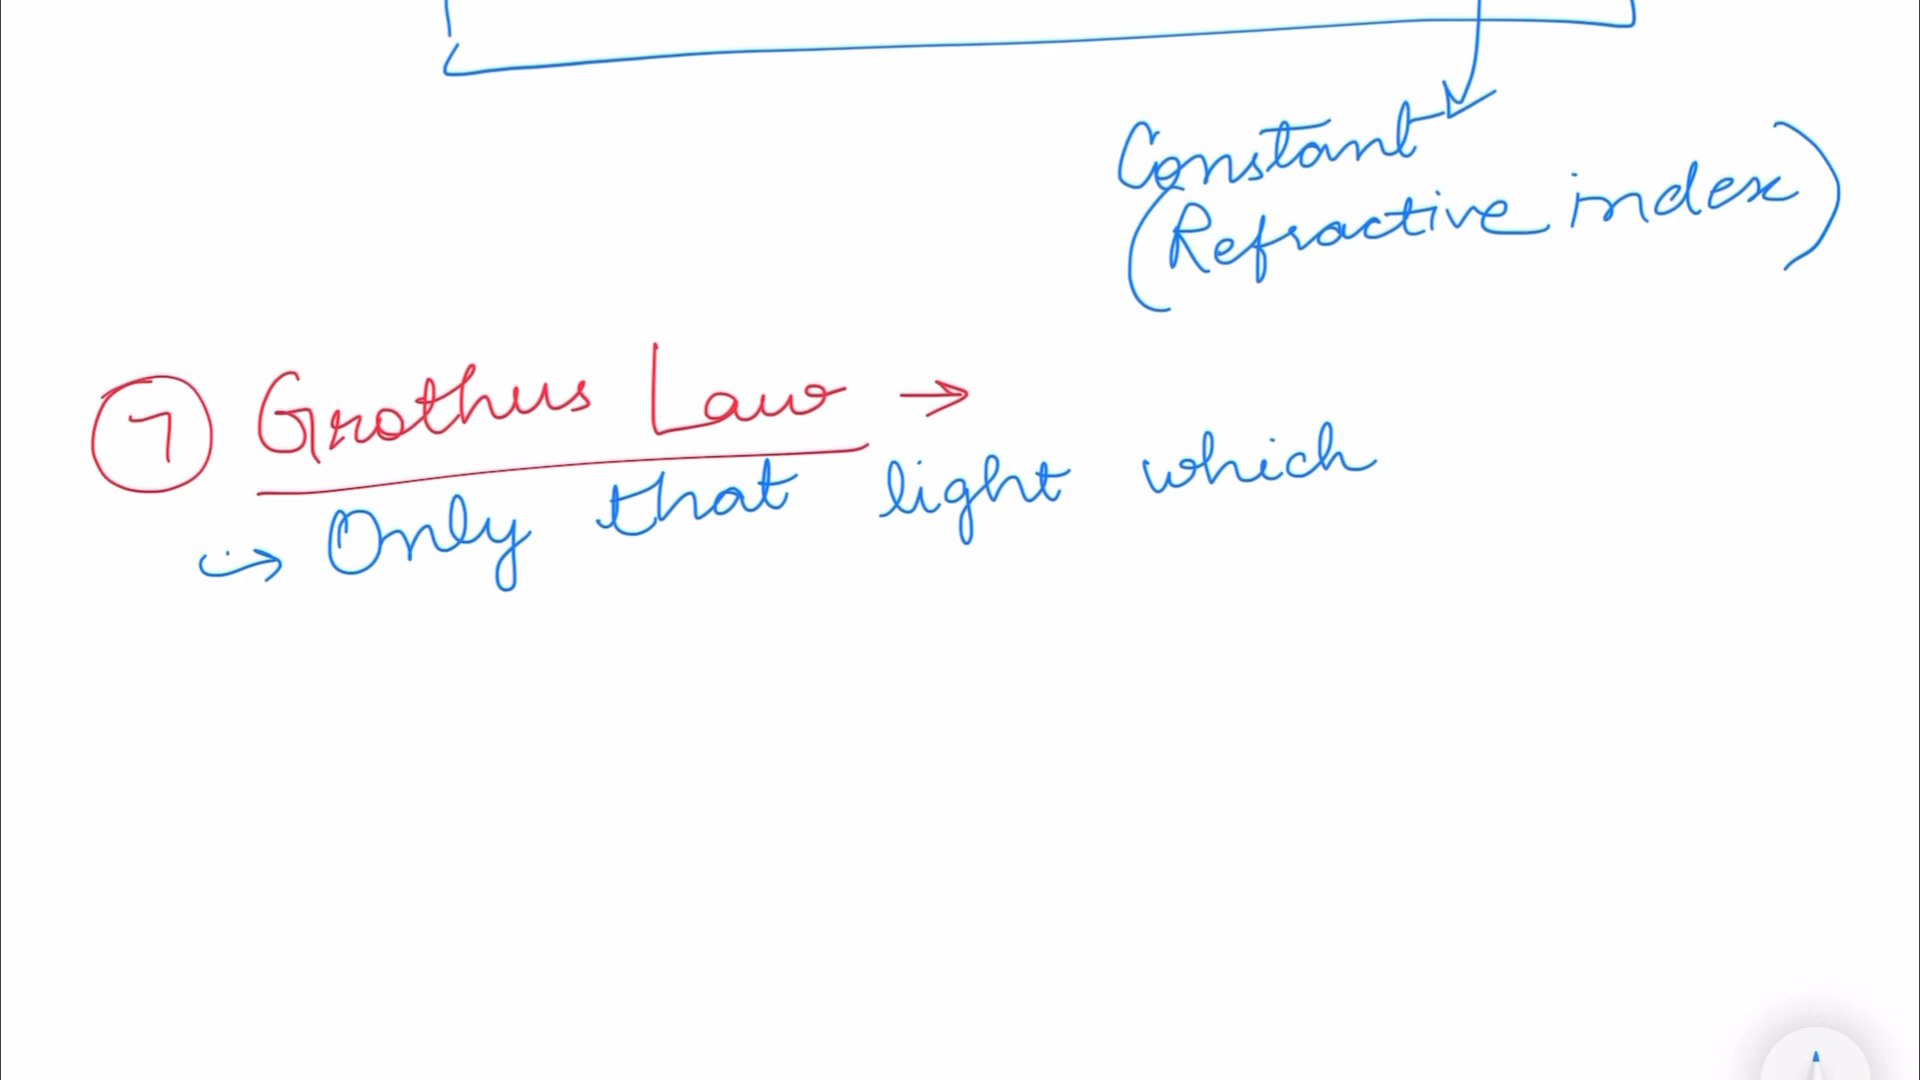 Constant
(Refractive index)
7 Grothus Law →
→ Only that light which